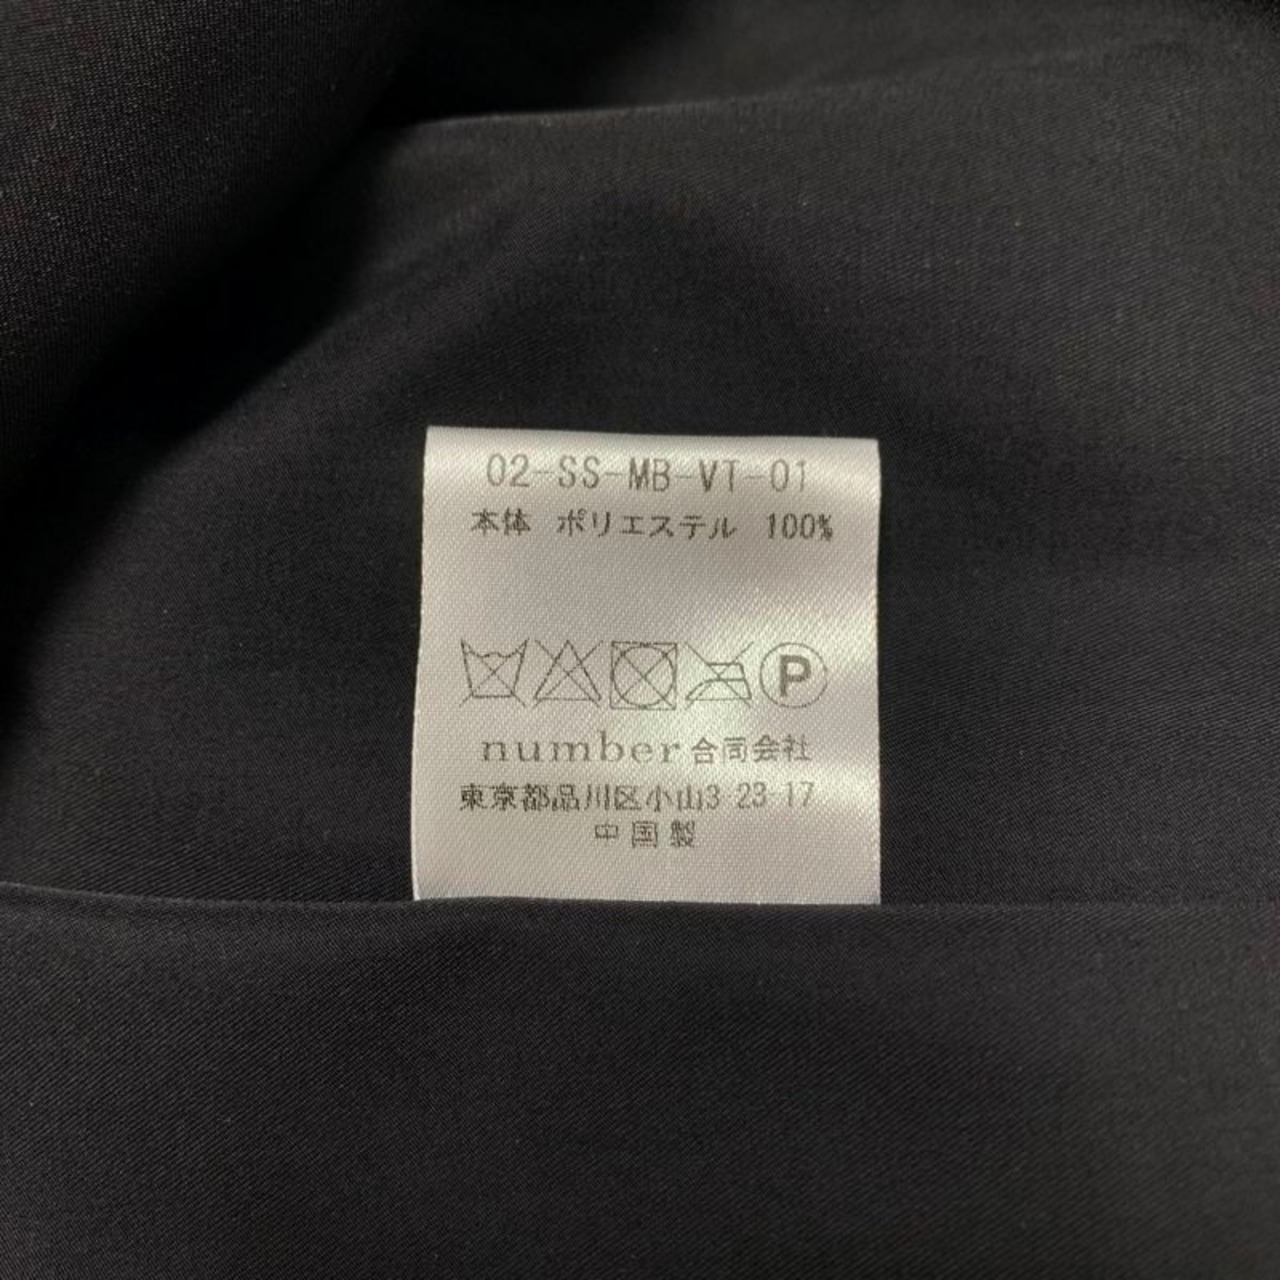 02-SS-MB-VT-01
本体 ポリエステル 100%
P
number合同会社
東京都品川区小山3-23-17
中国製